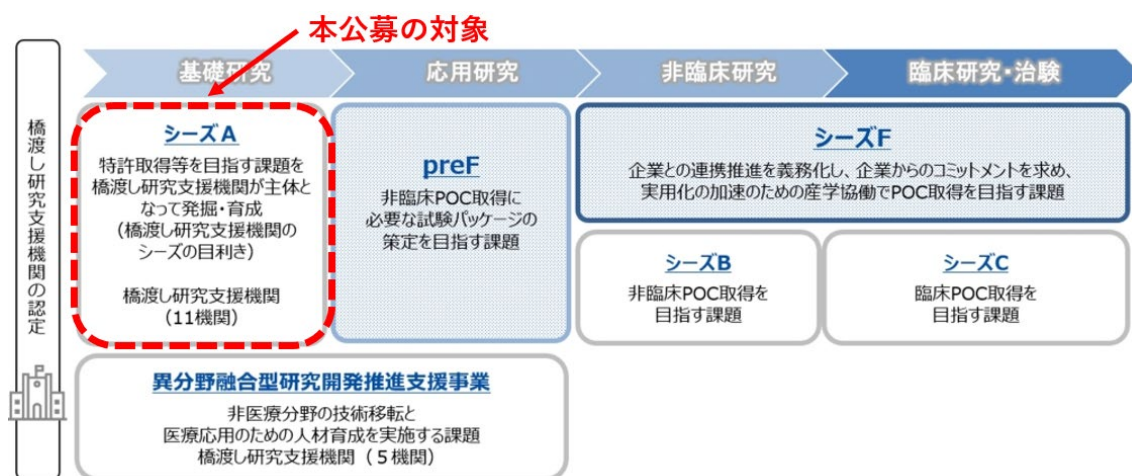 本公募の対象
基礎研究
応用研究
非臨床研究
臨床研究・治験
橋渡し研究支援機関の認定
シーズA
特許取得等を目指す課題を
橋渡し研究支援機関が主体と
なって発掘・育成
（橋渡し研究支援機関の
シーズの目利き）
橋渡し研究支援機関
（11機関）
preF
非臨床POC取得に
必要な試験パッケージの
策定を目指す課題
シーズF
企業との連携推進を義務化し、企業からのコミットメントを求め、
実用化の加速のための産学協働でPOC取得を目指す課題
シーズB
非臨床POC取得を
目指す課題
シーズC
臨床POC取得を
目指す課題
異分野融合型研究開発推進支援事業
非医療分野の技術移転と
医療応用のための人材育成を実施する課題
橋渡し研究支援機関（５機関）